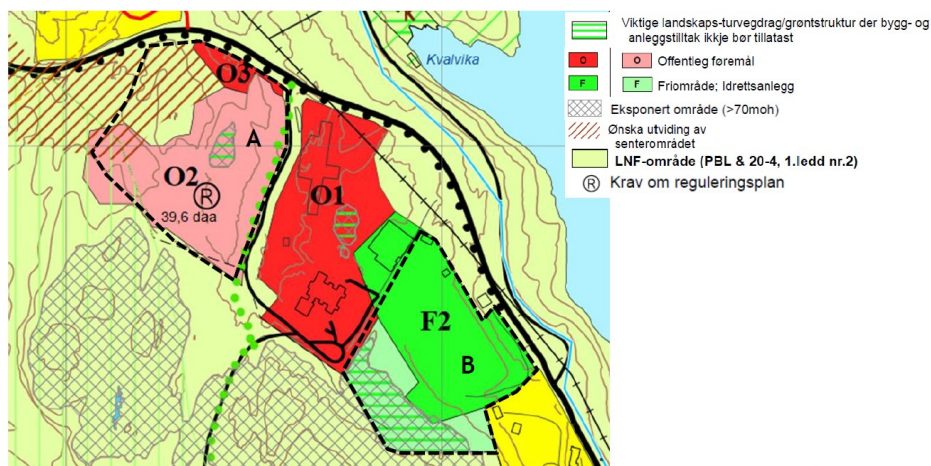 Kvalvika
O3
A
O2
R
39,6 daa
O1
F2
B
Viktige landskaps-turvegdrag/grøntstruktur der bygg- og
anleggstilltak ikkje bør tillatast
O O Offentleg føremål
F F Friområde; Idrettsanlegg
Eksponert område (>70moh)
Ønska utviding av
senterområdet
LNF-område (PBL & 20-4, 1.ledd nr.2)
R Krav om reguleringsplan